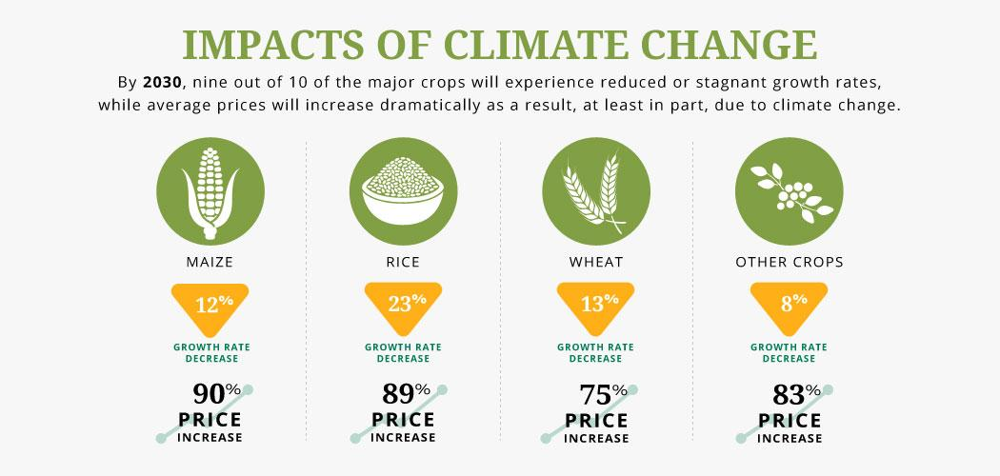 IMPACTS OF CLIMATE CHANGE
By 2030, nine out of 10 of the major crops will experience reduced or stagnant growth rates,
while average prices will increase dramatically as a result, at least in part, due to climate change.
MAIZE
12%
GROWTH RATE
DECREASE
90%
PRICE
INCREASE
RICE
23%
GROWTH RATE
DECREASE
89%
PRICE
INCREASE
WHEAT
13%
GROWTH RATE
DECREASE
75%
PRICE
INCREASE
OTHER CROPS
8%
GROWTH RATE
DECREASE
83%
PRICE
INCREASE